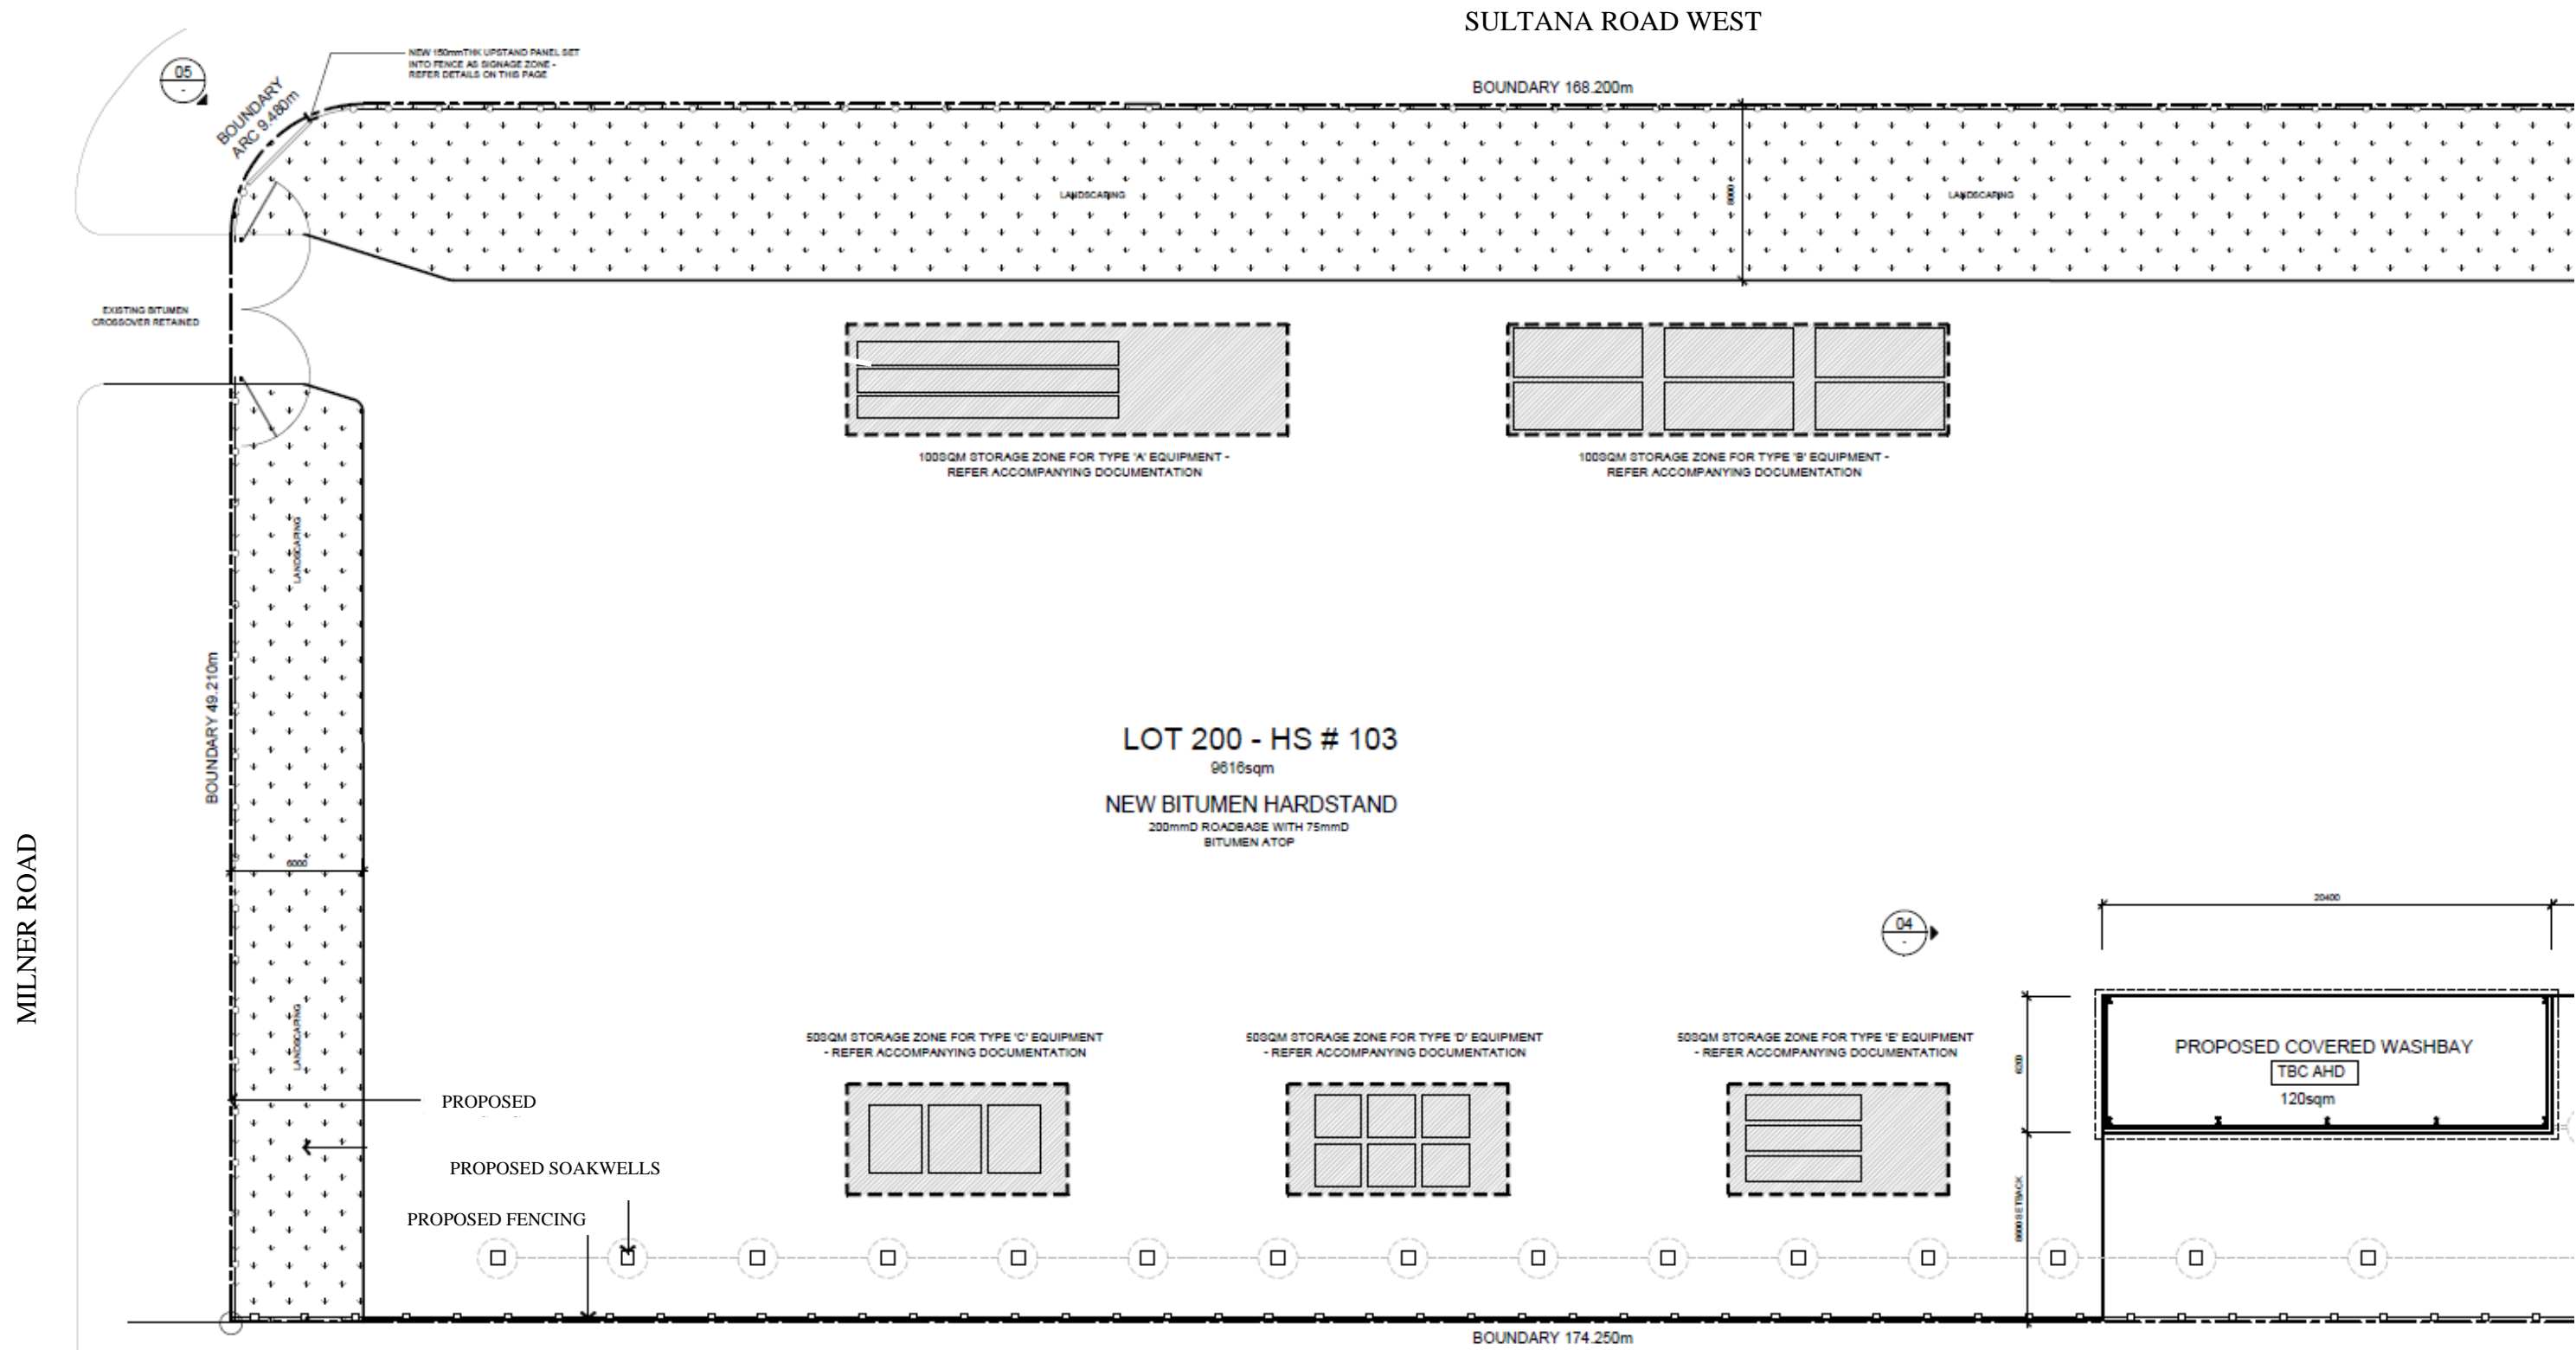 SULTANA ROAD WEST
05
-
NEW 150mmTHK UPSTAND PANEL SET
INTO FENCE AS SIGNAGE ZONE -
REFER DETAILS ON THIS PAGE
BOUNDARY
ARC 9.480m
BOUNDARY 168.200m
LANDSCAPING
8000
LANDSCAPING
EXISTING BITUMEN
CROSSOVER RETAINED
100SQM STORAGE ZONE FOR TYPE 'A' EQUIPMENT -
REFER ACCOMPANYING DOCUMENTATION
100SQM STORAGE ZONE FOR TYPE 'B' EQUIPMENT -
REFER ACCOMPANYING DOCUMENTATION
LANDSCAPING
BOUNDARY 49.210m
LOT 200 - HS # 103
9616sqm
NEW BITUMEN HARDSTAND
200mmD ROADBASE WITH 75mmD
BITUMEN ATOP
MILNER ROAD
6000
20400
04
-
LANDSCAPING
50SQM STORAGE ZONE FOR TYPE 'C' EQUIPMENT
- REFER ACCOMPANYING DOCUMENTATION
50SQM STORAGE ZONE FOR TYPE 'D' EQUIPMENT
- REFER ACCOMPANYING DOCUMENTATION
50SQM STORAGE ZONE FOR TYPE 'E' EQUIPMENT
- REFER ACCOMPANYING DOCUMENTATION
6200
PROPOSED COVERED WASHBAY
TBC AHD
120sqm
PROPOSED
PROPOSED SOAKWELLS
PROPOSED FENCING
SETBACK
BOUNDARY 174.250m